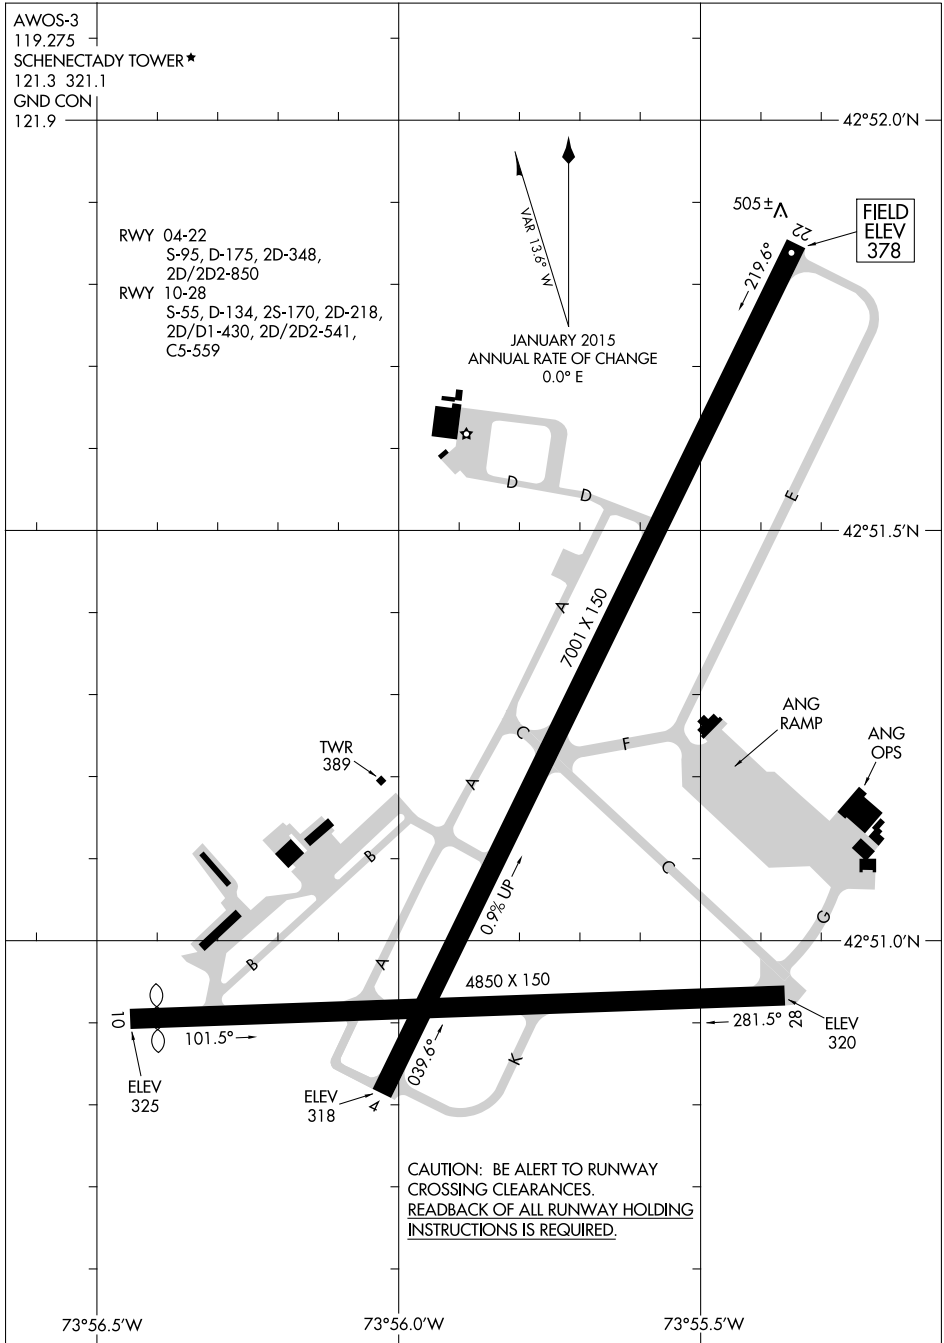 AWOS-3
119.275
SCHENECTADY TOWER★
121.3 321.1
GND CON
121.9
42°52.0'N
VAR 13.6° W
JANUARY 2015
ANNUAL RATE OF CHANGE
0.0° E
505±
22
FIELD
ELEV
378
219.6°
RWY 04-22
S-95, D-175, 2D-348,
2D/2D2-850
RWY 10-28
S-55, D-134, 2S-170, 2D-218,
2D/D1-430, 2D/2D2-541,
C5-559
D
D
E
42°51.5'N
A
7001 X 150
C
F
ANG
RAMP
ANG
OPS
TWR
389
A
B
C
0.9% UP
G
B
A
42°51.0'N
4850 X 150
10
101.5°
281.5°
28
ELEV
320
039.6°
K
ELEV
325
ELEV
318
4
CAUTION: BE ALERT TO RUNWAY
CROSSING CLEARANCES.
READBACK OF ALL RUNWAY HOLDING
INSTRUCTIONS IS REQUIRED.
73°56.5'W
73°56.0'W
73°55.5'W